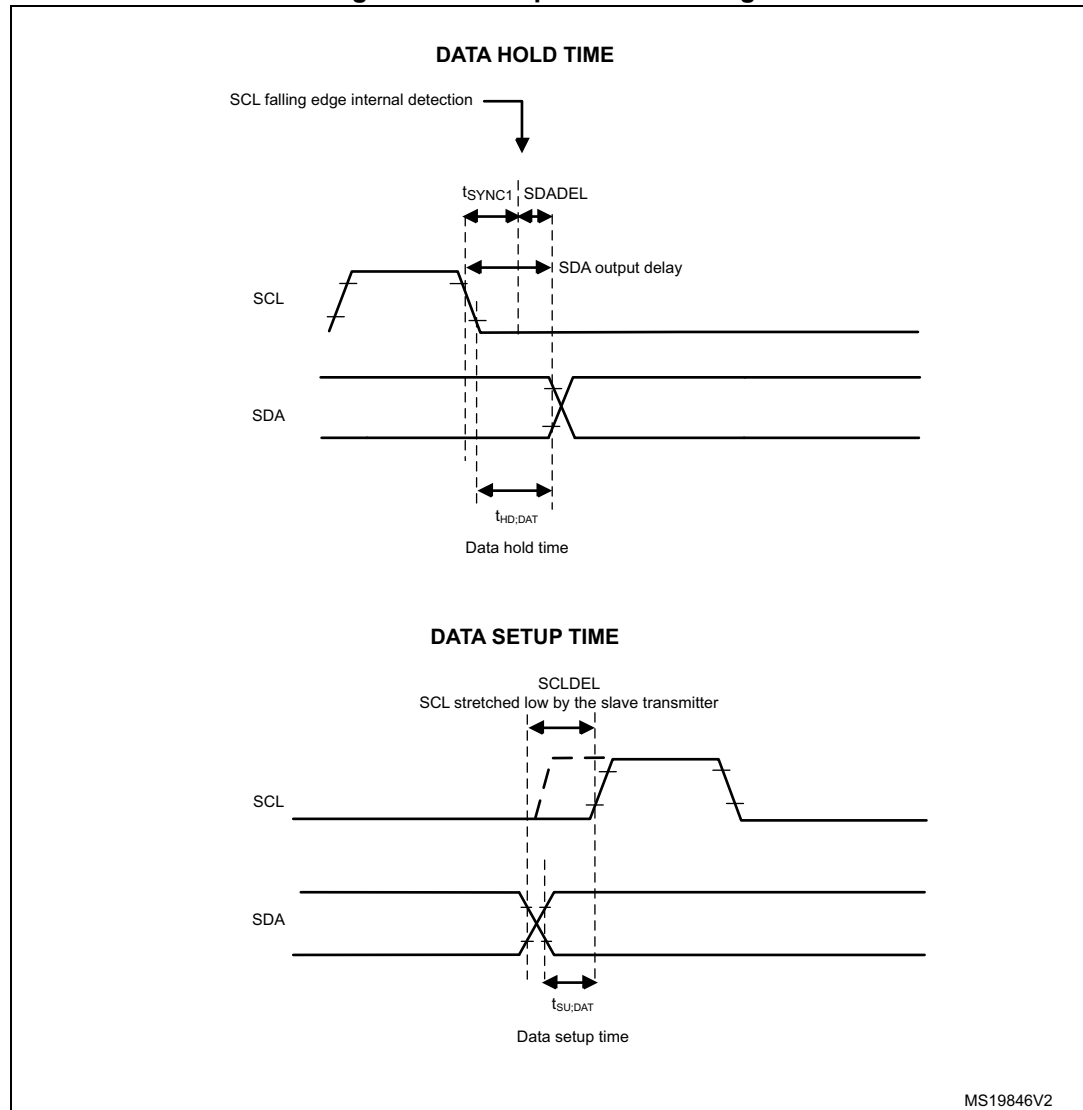 DATA HOLD TIME
SCL falling edge internal detection
tSYNC1 SDADEL
SDA output delay
SCL
SDA
tHD;DAT
Data hold time
DATA SETUP TIME
SCLDEL
SCL stretched low by the slave transmitter
SCL
SDA
tSU;DAT
Data setup time
MS19846V2